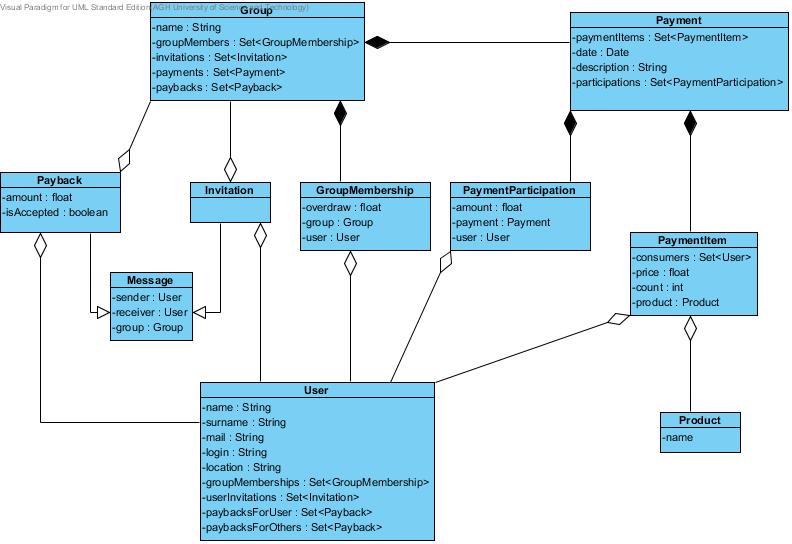 Visual Paradigm for UML Standard Edition(AGH University of Science and Technology)
Group
-name : String
-groupMembers : Set<GroupMembership>
-invitations : Set<Invitation>
-payments : Set<Payment>
-paybacks : Set<Payback>
Payment
-paymentItems : Set<PaymentItem>
-date : Date
-description : String
-participations : Set<PaymentParticipation>
Payback
-amount : float
-isAccepted : boolean
Invitation
GroupMembership
-overdraw : float
-group : Group
-user : User
PaymentParticipation
-amount : float
-payment : Payment
-user : User
PaymentItem
-consumers : Set<User>
-price : float
-count : int
-product : Product
Message
-sender : User
-receiver : User
-group : Group
User
-name : String
-surname : String
-mail : String
-login : String
-location : String
-groupMemberships : Set<GroupMembership>
-userInvitations : Set<Invitation>
-paybacksForUser : Set<Payback>
-paybacksForOthers : Set<Payback>
Product
-name